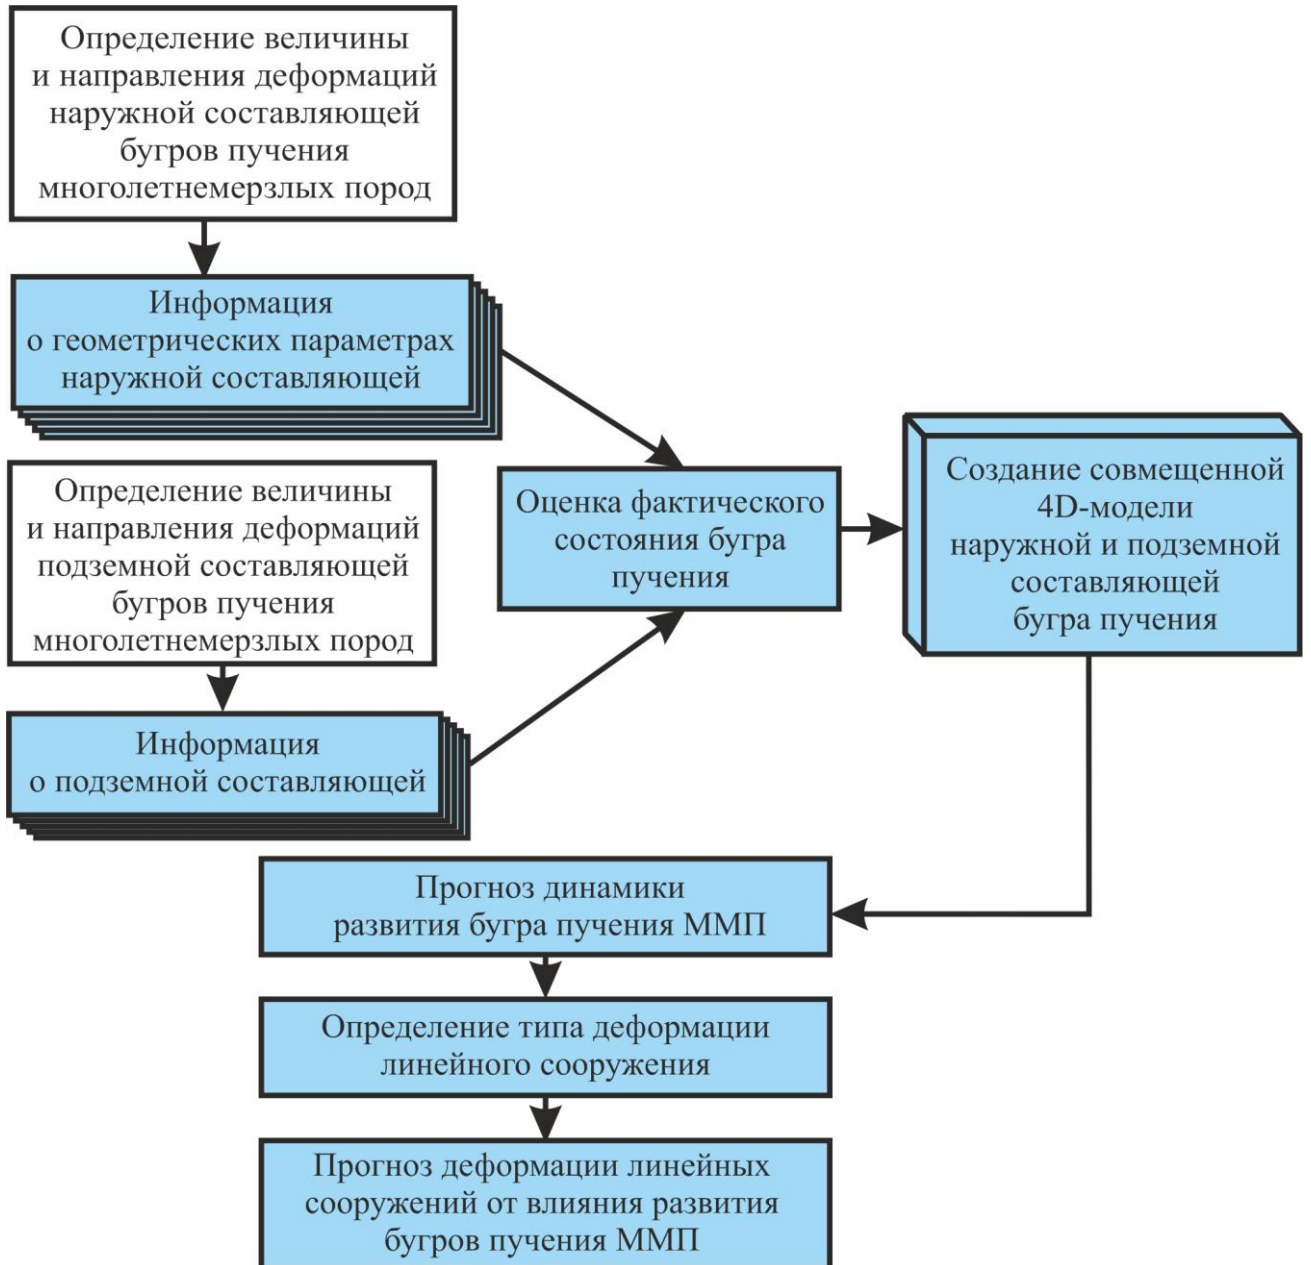 Определение величины
и направления деформаций
наружной составляющей
бугров пучения
многолетнемерзлых пород
Информация
о геометрических параметрах
наружной составляющей
Определение величины
и направления деформаций
подземной составляющей
бугров пучения
многолетнемерзлых пород
Информация
о подземной составляющей
Оценка фактического
состояния бугра
пучения
Создание совмещенной
4D-модели
наружной и подземной
составляющей
бугра пучения
Прогноз динамики
развития бугра пучения ММП
Определение типа деформации
линейного сооружения
Прогноз деформации линейных
сооружений от влияния развития
бугров пучения ММП